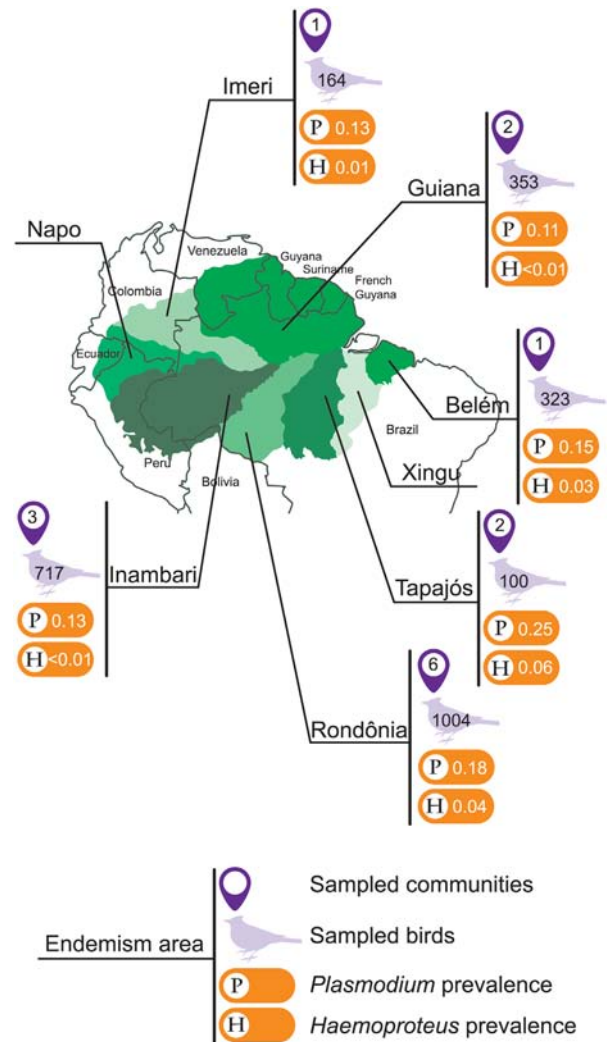 1
164
Imeri
P 0.13
H 0.01
2
353
Guiana
P 0.11
H <0.01
Napo
Venezuela
Guyana
Suriname
French
Guyana
Colombia
Ecuador
1
323
Belém
P 0.15
H 0.03
Brazil
Xingu
Peru
Bolivia
3
717
Inambari
P 0.13
H <0.01
2
100
Tapajós
P 0.25
H 0.06
6
1004
Rondônia
P 0.18
H 0.04
Sampled communities
Sampled birds
Endemism area
P Plasmodium prevalence
H Haemoproteus prevalence